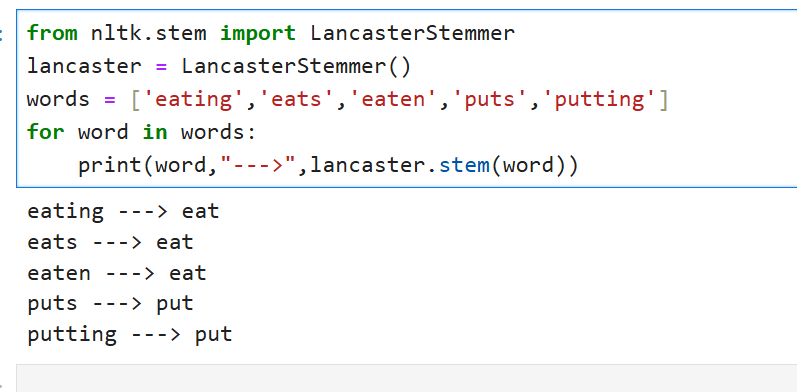 from nltk.stem import LancasterStemmer
lancaster = LancasterStemmer()
words = ['eating','eats','eaten','puts','putting']
for word in words:
    print(word,"--->",lancaster.stem(word))
eating ---> eat
eats ---> eat
eaten ---> eat
puts ---> put
putting ---> put